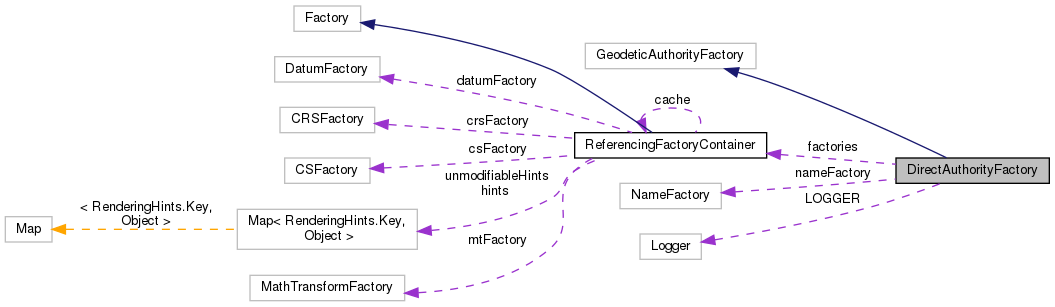 Factory
GeodeticAuthorityFactory
DatumFactory
datumFactory
cache
CRSFactory
crsFactory
ReferencingFactoryContainer
factories
CSFactory
csFactory
DirectAuthorityFactory
unmodifiableHints
hints
nameFactory
NameFactory
LOGGER
< RenderingHints.Key,
Object >
Map
Map< RenderingHints.Key,
Object >
mtFactory
Logger
MathTransformFactory